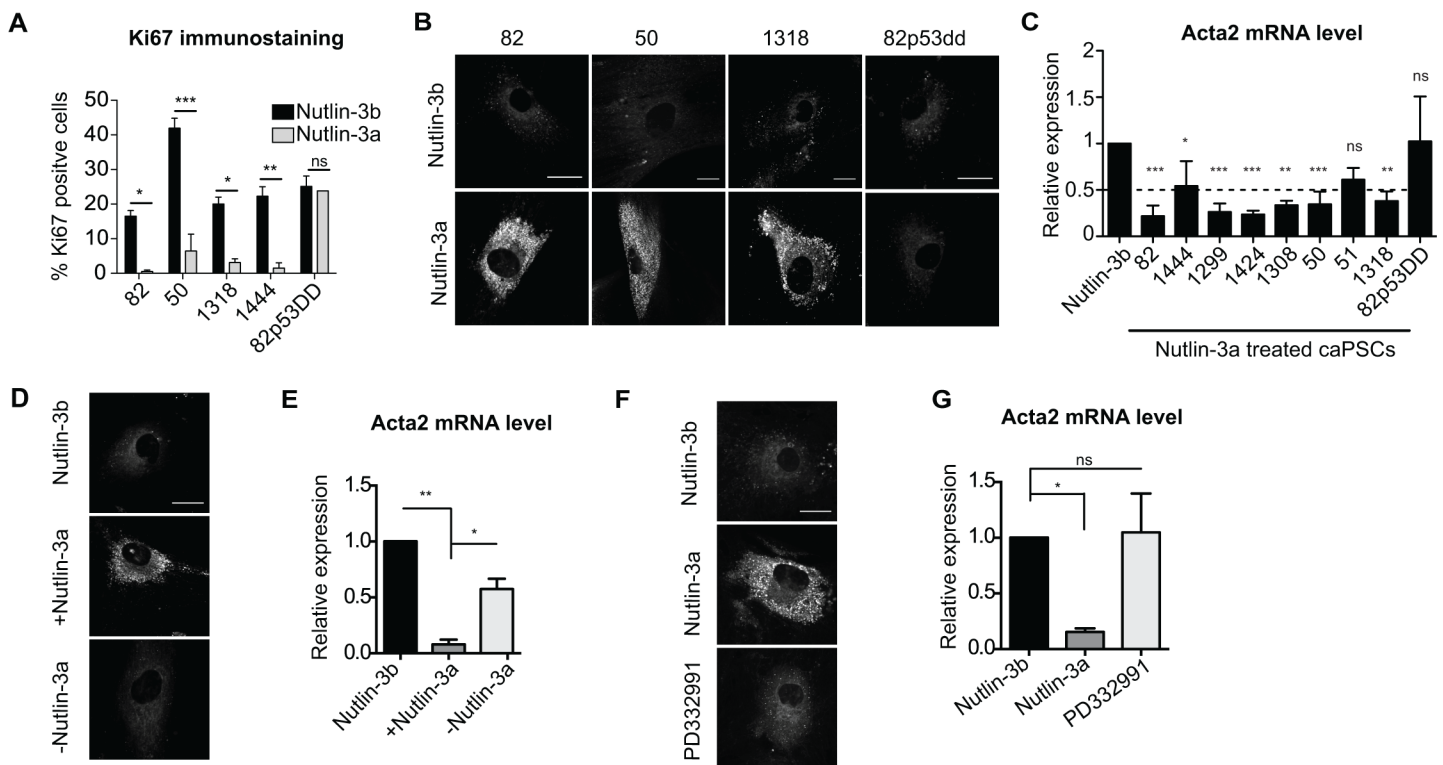 A
Ki67 immunostaining
% Ki67 positve cells
50
40
30
20
10
0
***
*
*
**
ns
Nutlin-3b
Nutlin-3a
82
50
1318
1444
82p53DD
B
82
50
1318
82p53dd
Nutlin-3b
Nutlin-3a
C
Acta2 mRNA level
Relative expression
2
1.5
1
0.5
0
***
*
***
***
**
***
ns
**
ns
Nutlin-3b
82
1444
1299
1424
1308
50
51
1318
82p53DD
Nutlin-3a treated caPSCs
D
Nutlin-3b
+Nutlin-3a
-Nutlin-3a
E
Acta2 mRNA level
Relative expression
1.5
1.0
0.5
0.0
**
*
Nutlin-3b
+Nutlin-3a
-Nutlin-3a
F
Nutlin-3b
Nutlin-3a
PD332991
G
Acta2 mRNA level
Relative expression
1.5
1.0
0.5
0.0
ns
*
Nutlin-3b
Nutlin-3a
PD332991